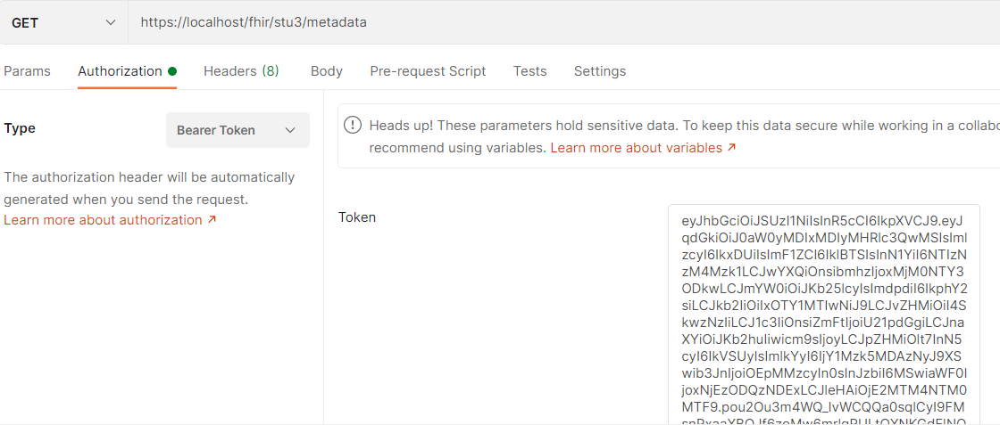 GET
https://localhost/fhir/stu3/metadata
Params
Authorization
Headers (8)
Body
Pre-request Script
Tests
Settings
Type
Bearer Token
The authorization header will be automatically
generated when you send the request.
Learn more about authorization ↗
Heads up! These parameters hold sensitive data. To keep this data secure while working in a collabo
recommend using variables. Learn more about variables ↗
Token
eyJhbGciOiJSUzI1NiIsInR5cCI6IkpXVCJ9.eyJ
qdGkiOiJ0aW0yMDIxMDIyMHRlc3QwMSIsIml
zcyI6IkxDUiIsImF1ZCI6IklBTSIsInN1YiI6NTIzN
zM4Mzk1LCJwYXQiOnsibmhzIjoxMjM0NTY3
ODkwLCJmYW0iOiJKb25lcyIsImdpdiI6IkphY2
siLCJkb2IiOiIxOTY1MTIwNiJ9LCJvZHMiOiI4S
kwzNzIiLCJ1c3IiOnsiZmFtIjoiU21pdGgiLCJna
XYiOiJKb2huIiwicm9sIjoyLCJpZHMiOlt7InN5
cyI6IkVSUyIsImlkYyI6IjY1Mzk5MDAzNyJ9XS
wib3JnIjoiOEpMMzcyIn0sInJzbiI6MSwiaWF0I
joxNjEzODQzNDExLCJleHAiOjE2MTM4NTM0
MTF9.pou2Ou3m4WQ_IvWCQQa0sqlCyI9FM